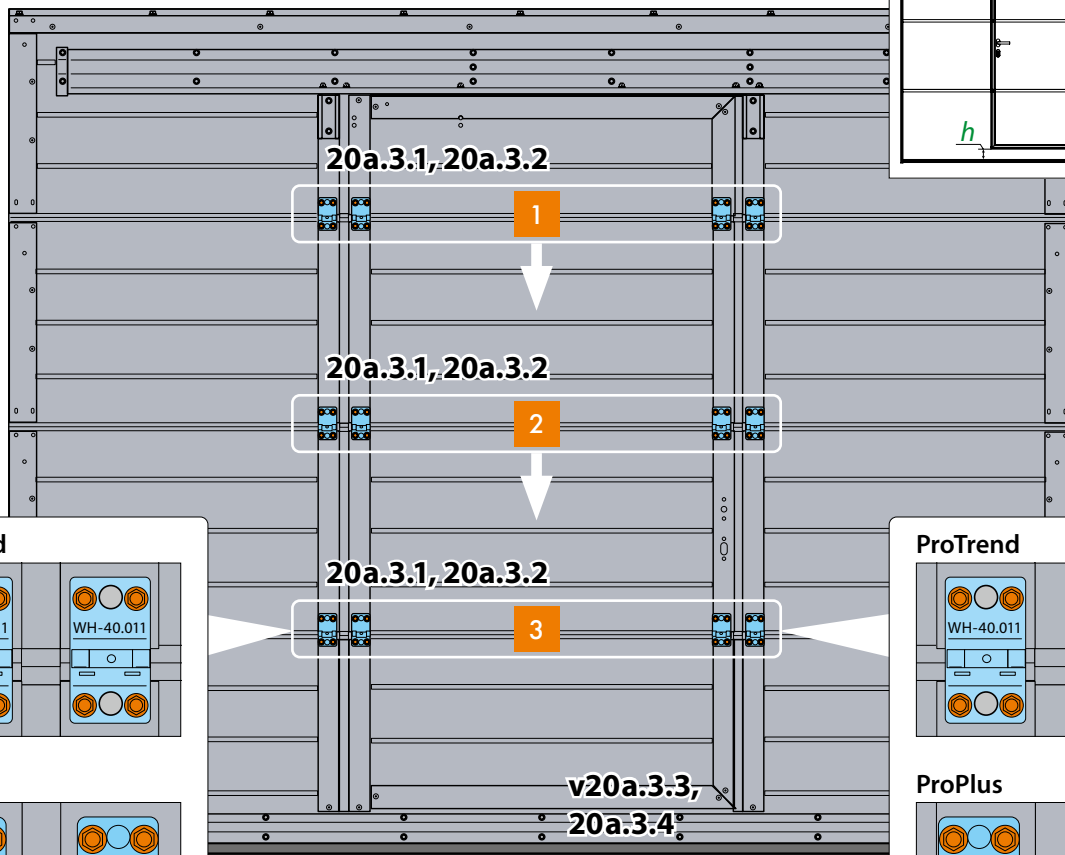 h
20a.3.1, 20a.3.2
1
20a.3.1, 20a.3.2
2
20a.3.1, 20a.3.2
3
d
1
WH-40.011
ProTrend
WH-40.011
v20a.3.3,
20a.3.4
ProPlus